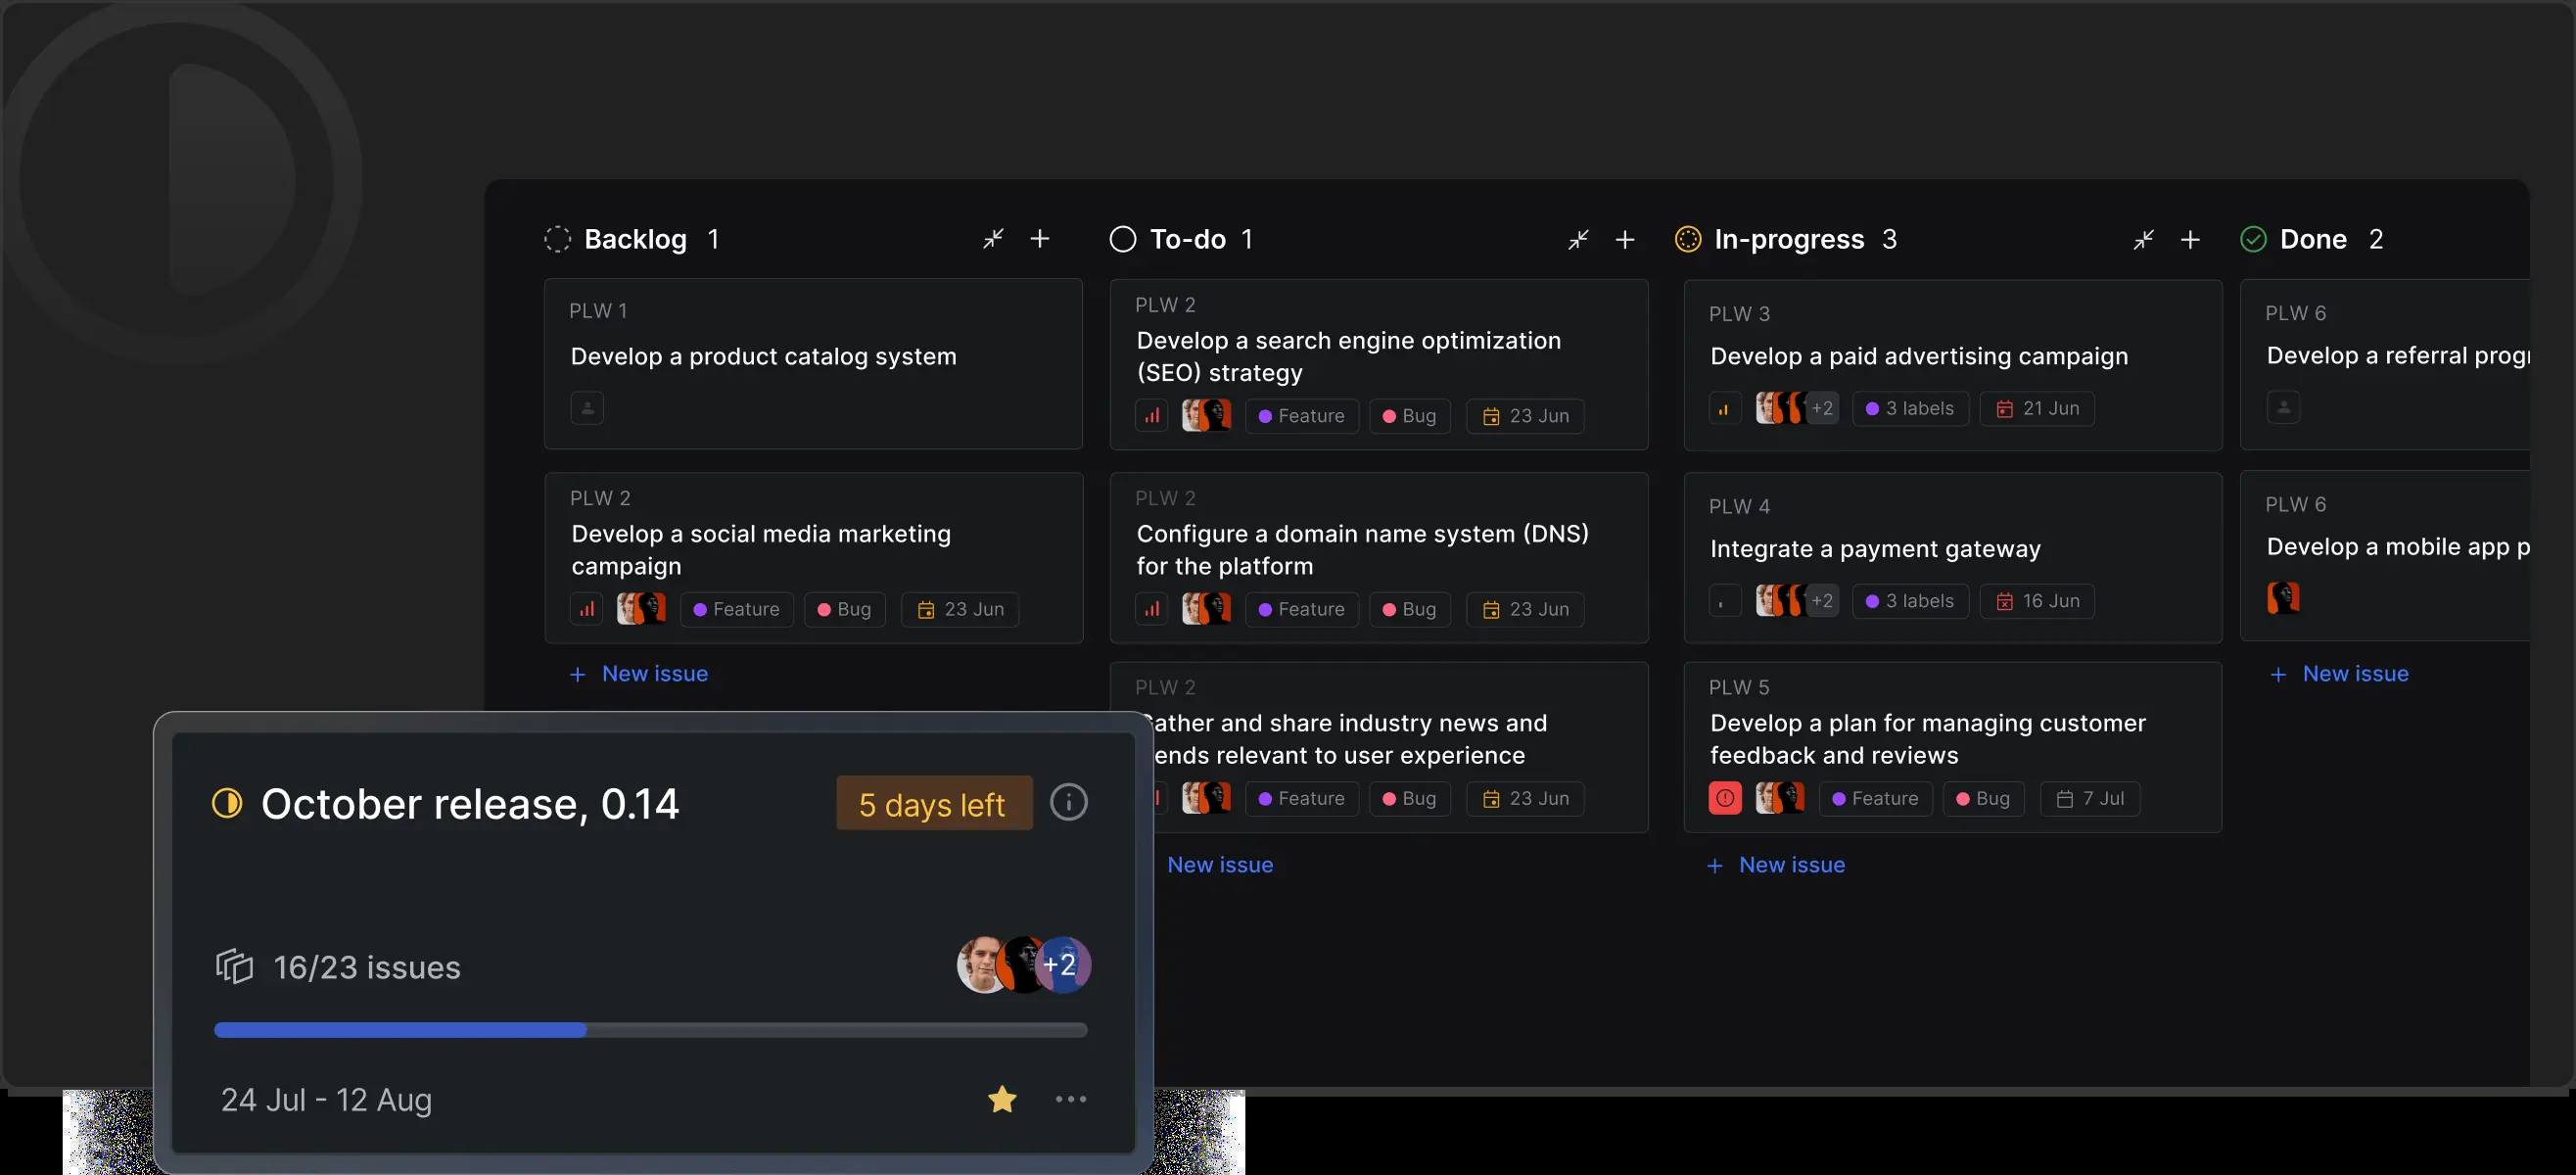 Backlog 1
To-do 1
In-progress 3
Done 2
PLW 1
Develop a product catalog system
PLW 2
Develop a social media marketing
campaign
Feature
Bug
23 Jun
New issue
PLW 2
Develop a search engine optimization
(SEO) strategy
Feature
Bug
23 Jun
PLW 2
Configure a domain name system (DNS)
for the platform
Feature
Bug
23 Jun
PLW 2
ather and share industry news and
ends relevant to user experience
Feature
Bug
23 Jun
New issue
PLW 3
Develop a paid advertising campaign
+2
3 labels
21 Jun
PLW 4
Integrate a payment gateway
+2
3 labels
16 Jun
PLW 5
Develop a plan for managing customer
feedback and reviews
Feature
Bug
7 Jul
New issue
PLW 6
Develop a referral prog
PLW 6
Develop a mobile app p
New issue
October release, 0.14
5 days left
16/23 issues
+2
24 Jul - 12 Aug